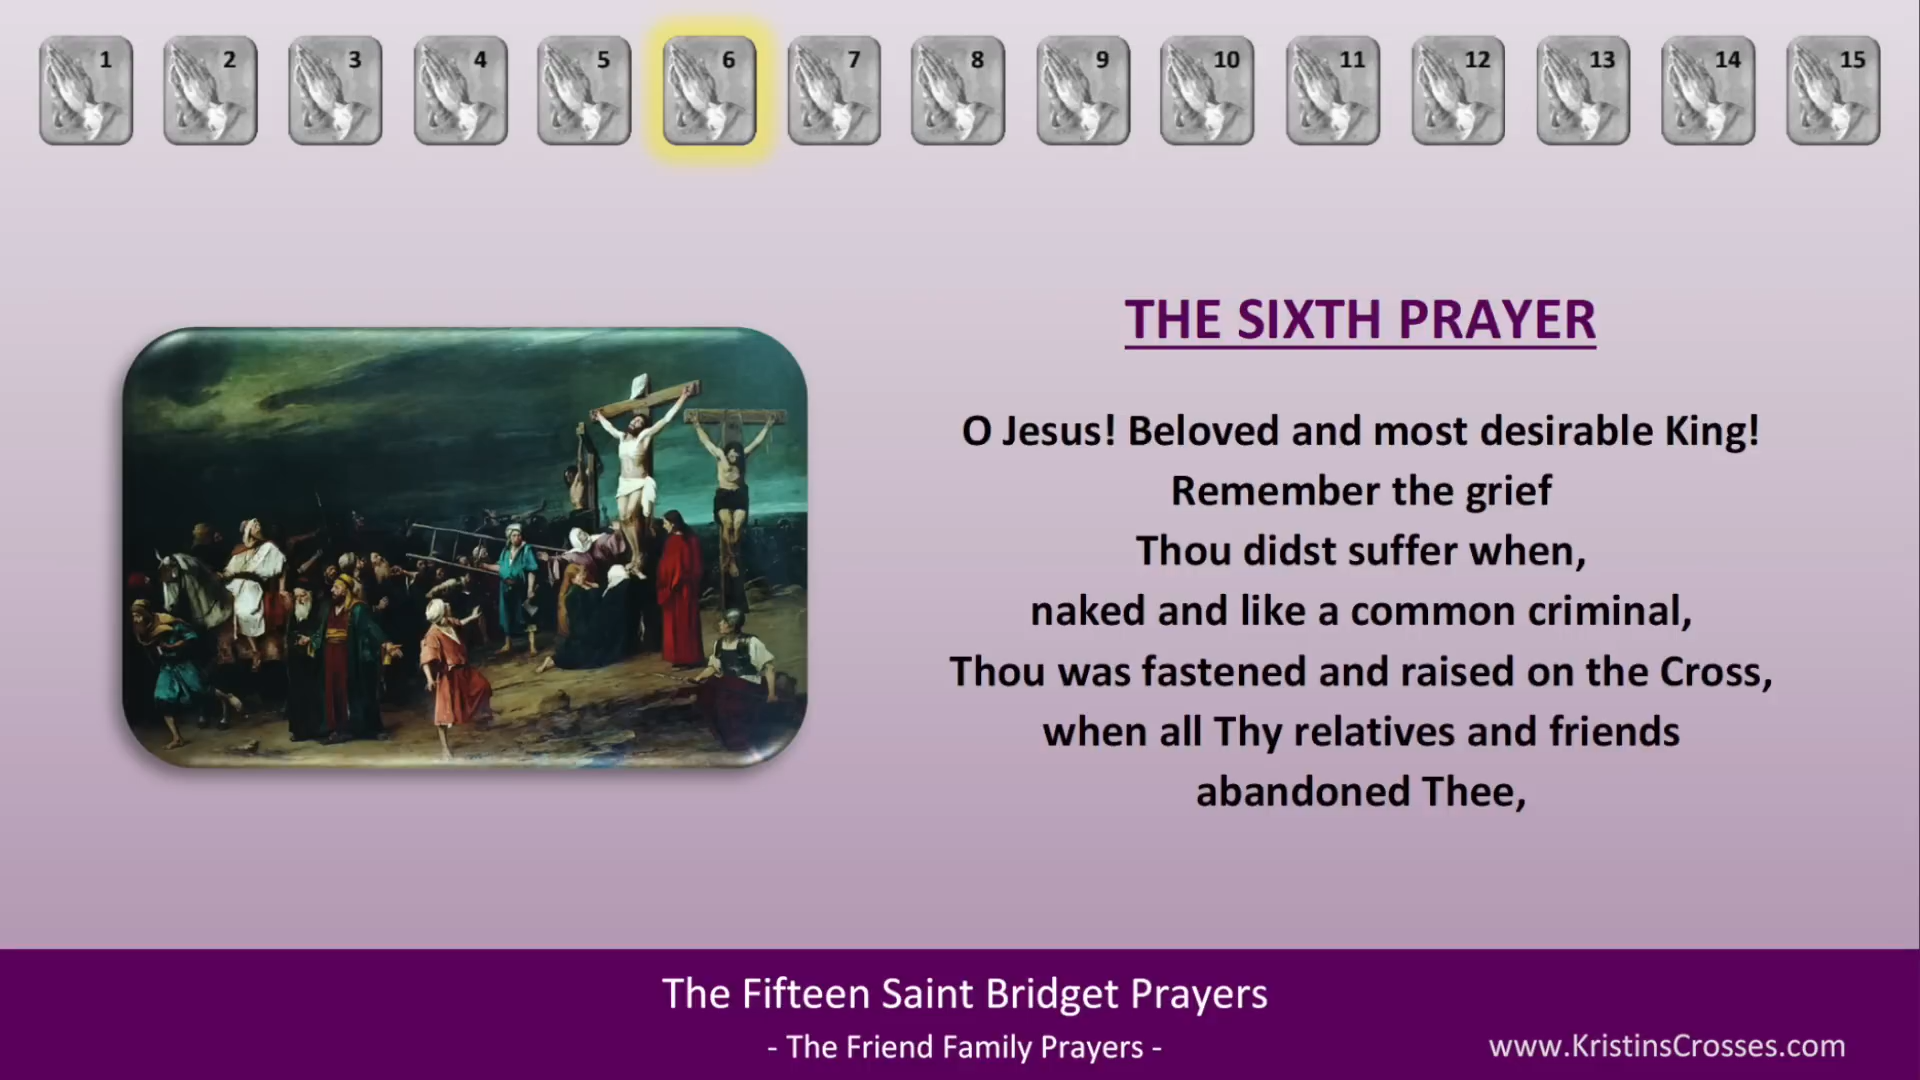 1 2 3 4 5 6 7 8 9 10 11 12 13 14 15
THE SIXTH PRAYER
O Jesus! Beloved and most desirable King!
Remember the grief
Thou didst suffer when,
naked and like a common criminal,
Thou was fastened and raised on the Cross,
when all Thy relatives and friends
abandoned Thee,
The Fifteen Saint Bridget Prayers
- The Friend Family Prayers -
www.KristinsCrosses.com